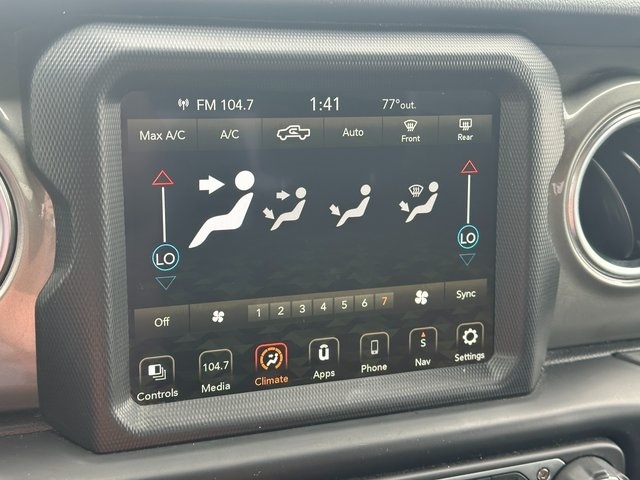 FM 104.7 1:41 77°out.
Max A/C A/C Auto Front Rear
LO LO
Off 1 2 3 4 5 6 7 Sync
104.7 S
Controls Media Climate Apps Phone Nav Settings